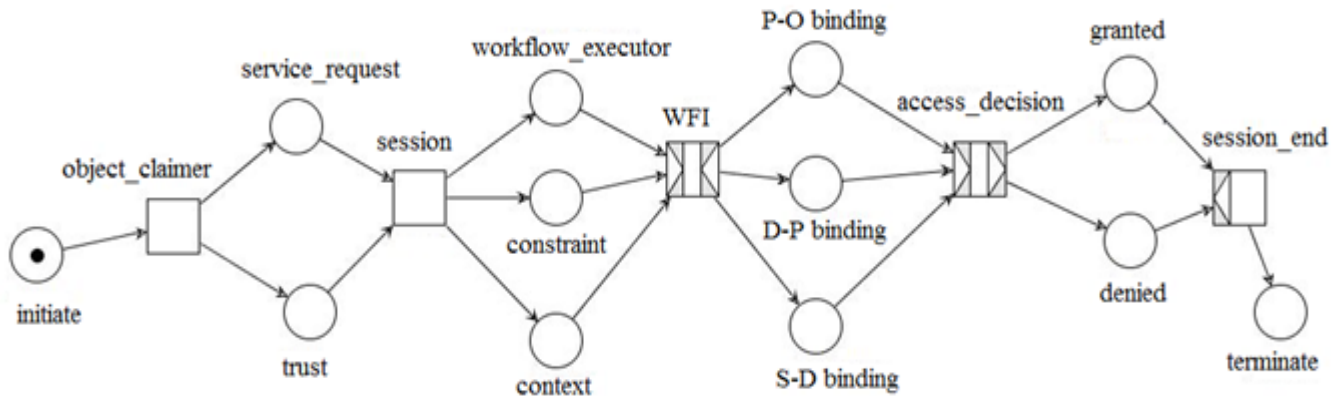 initiate
object_claimer
service_request
trust
session
workflow_executor
constraint
context
WFI
P-O binding
D-P binding
S-D binding
access_decision
granted
denied
session_end
terminate